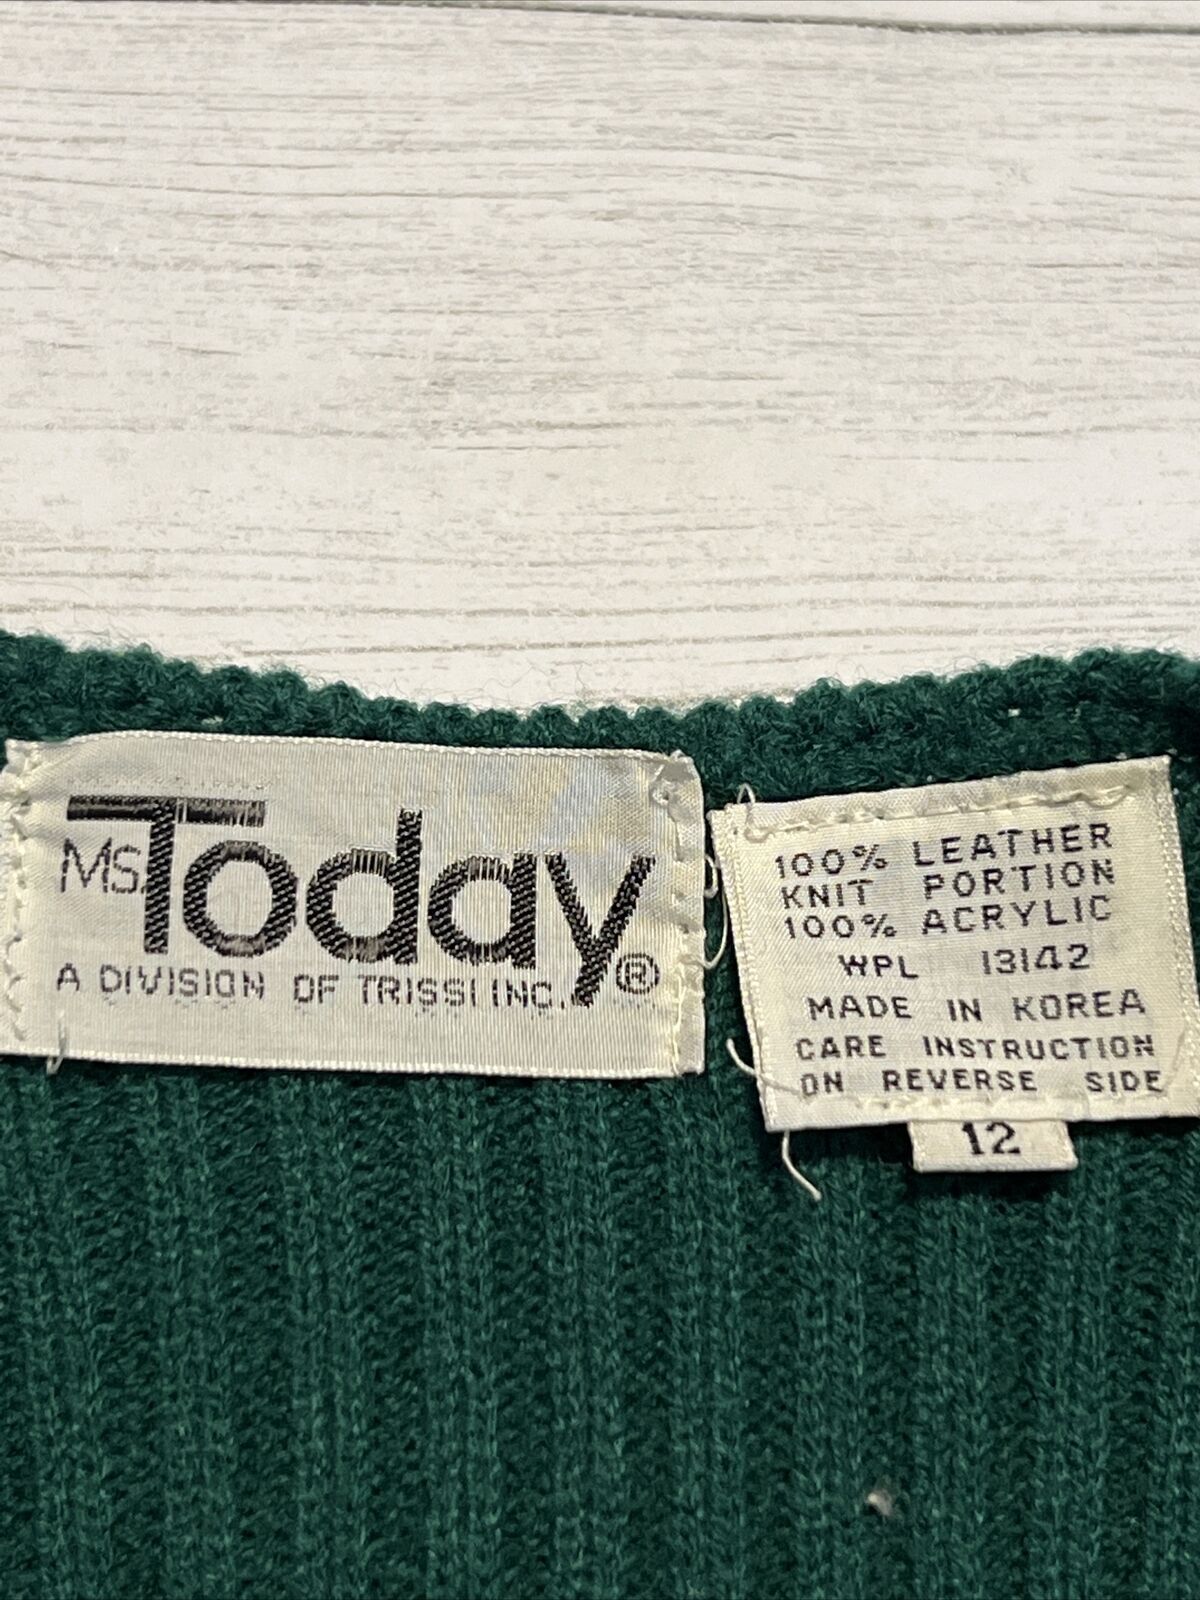 Ms. Today
A DIVISION OF TRISSI INC. ®
100% LEATHER
KNIT PORTION
100% ACRYLIC
WPL 13142
MADE IN KOREA
CARE INSTRUCTION
ON REVERSE SIDE
12